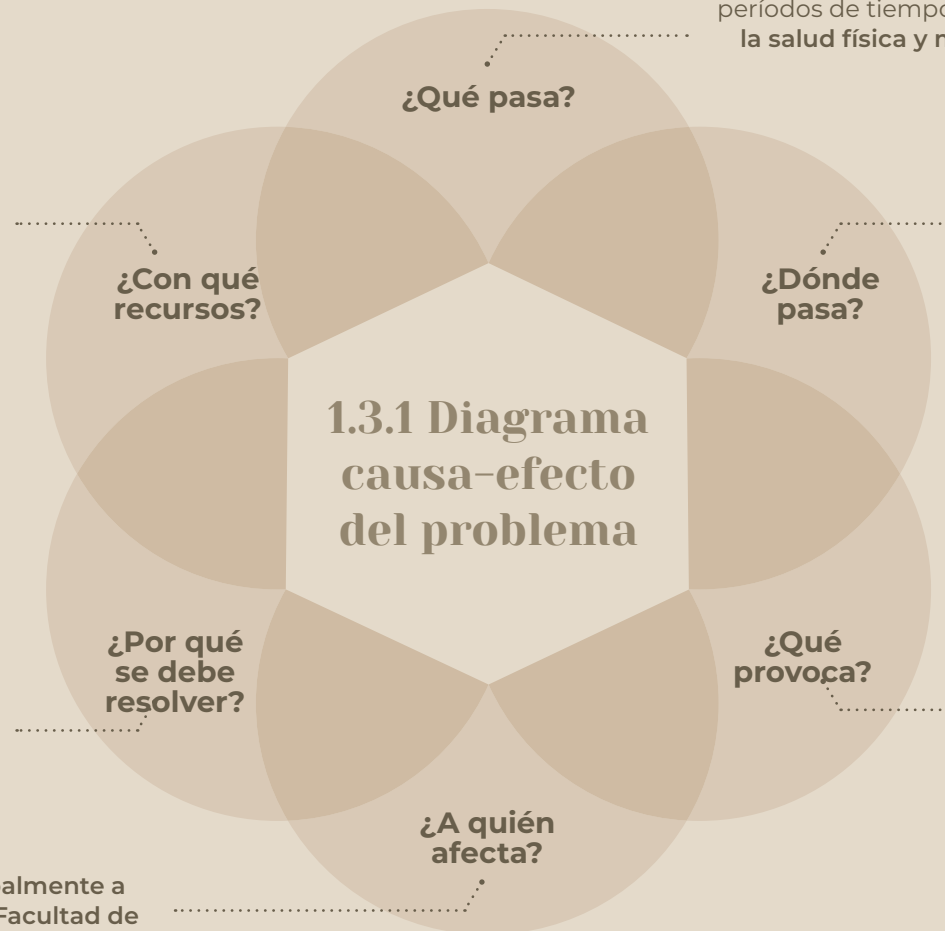 períodos de tiempo
la salud física y
¿Qué pasa?
¿Con qué
recursos?
¿Dónde
pasa?
1.3.1 Diagrama
causa-efecto
del problema
¿Por qué
se debe
resolver?
¿Qué
provoca?
¿A quién
afecta?
almente a
Facultad de